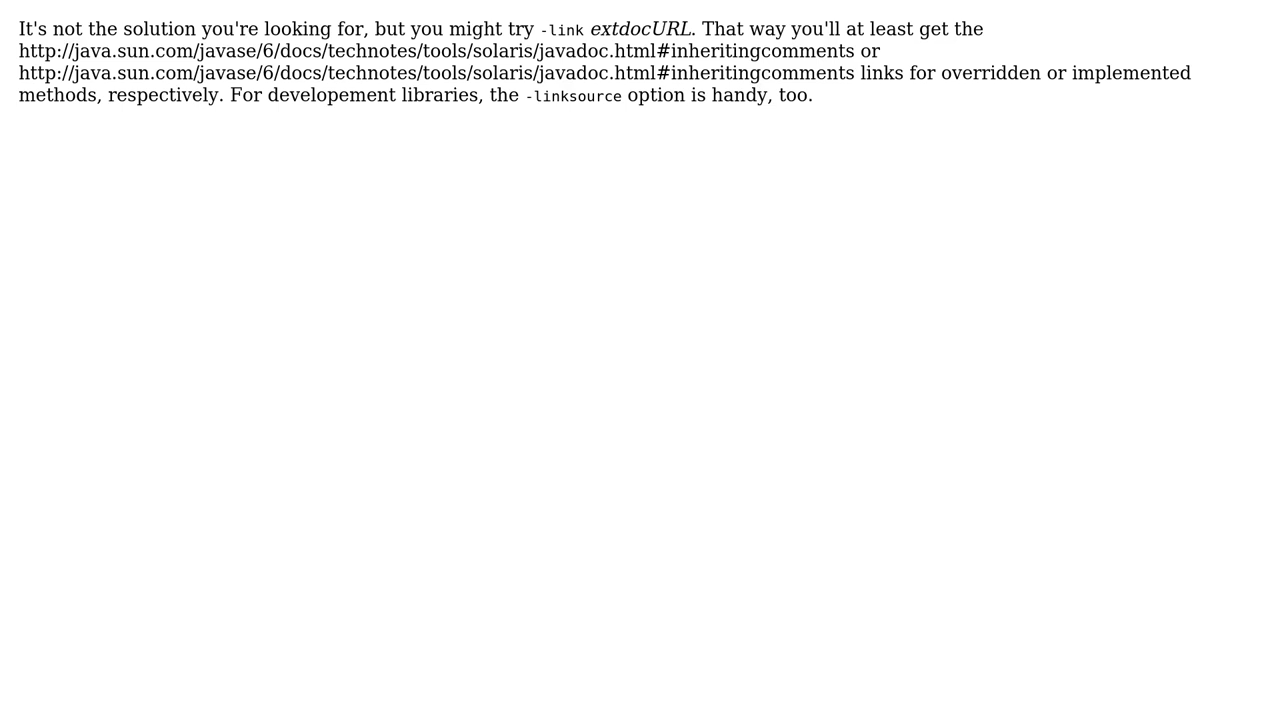 It's not the solution you're looking for, but you might try -link extdocURL. That way you'll at least get the
http://java.sun.com/javase/6/docs/technotes/tools/solaris/javadoc.html#inheritingcomments or
http://java.sun.com/javase/6/docs/technotes/tools/solaris/javadoc.html#inheritingcomments links for overridden or implemented
methods, respectively. For developement libraries, the -linksource option is handy, too.